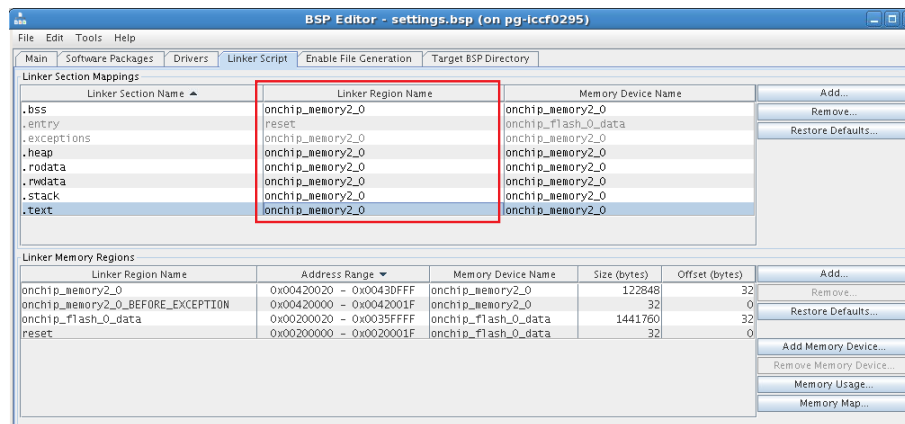 BSP Editor - settings.bsp (on pg-iccf0295)
File Edit Tools Help
Main Software Packages Drivers Linker Script Enable File Generation Target BSP Directory
Linker Section Mappings
Linker Section Name Linker Region Name Memory Device Name Add...
.bss onchip_memory2_0 onchip_memory2_0 Remove...
.entry reset onchip_flash_0_data Restore Defaults...
.exceptions onchip_memory2_0 onchip_memory2_0
.heap onchip_memory2_0 onchip_memory2_0
.rodata onchip_memory2_0 onchip_memory2_0
.rwdata onchip_memory2_0 onchip_memory2_0
.stack onchip_memory2_0 onchip_memory2_0
.text onchip_memory2_0 onchip_memory2_0
Linker Memory Regions
Linker Region Name Address Range Memory Device Name Size (bytes) Offset (bytes) Add...
onchip_memory2_0 0x00420020 - 0x0043DFFF onchip_memory2_0 122848 32 Remove...
onchip_memory2_0_BEFORE_EXCEPTION 0x00420000 - 0x0042001F onchip_memory2_0 32 0 Restore Defaults...
onchip_flash_0_data 0x00200020 - 0x0035FFFF onchip_flash_0_data 1441760 32
reset 0x00200000 - 0x0020001F onchip_flash_0_data 32 0
Add Memory Device...
Remove Memory Device...
Memory Usage...
Memory Map...